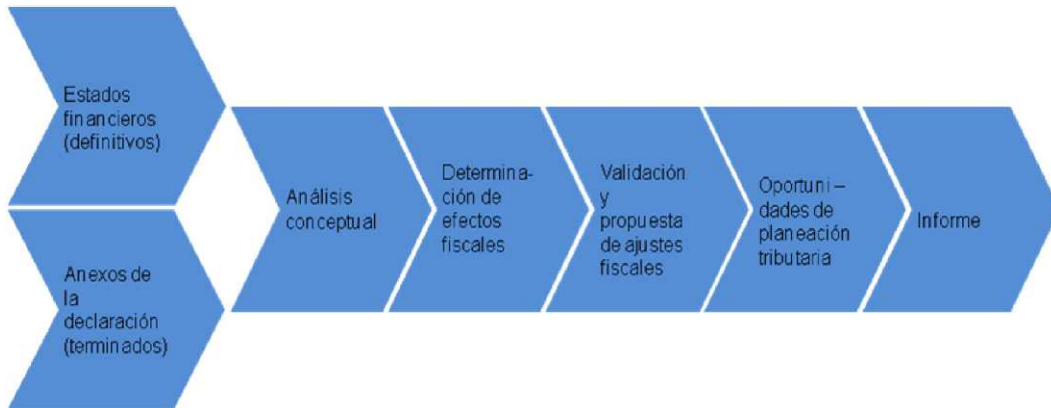 Estados
financieros
(definitivos)
Anexos de
la
declaración
(terminados)
Análisis
conceptual
Determina-
ción de
efectos
fiscales
Validación
y
propuesta
de ajustes
fiscales
Oportuni –
dades de
planeación
tributaria
Informe